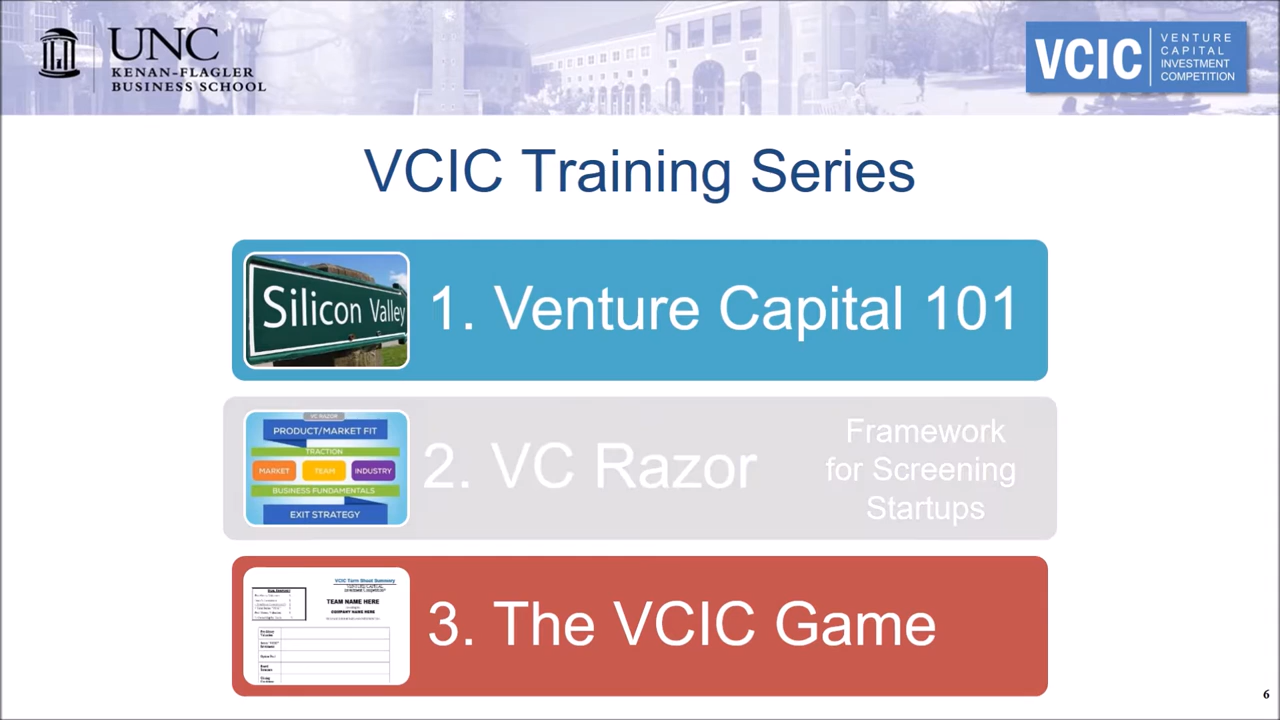 UNC
KENAN-FLAGLER
BUSINESS SCHOOL
VCIC
VENTURE
CAPITAL
INVESTMENT
COMPETITION
VCIC Training Series
Silicon Valley
1. Venture Capital 101
VC RAZOR
PRODUCT/MARKET FIT
TRACTION
MARKET TEAM INDUSTRY
BUSINESS FUNDAMENTALS
EXIT STRATEGY
2. VC Razor
Framework
for Screening
Startups
VCIC Term Sheet Summary
TEAM NAME HERE
COMPANY NAME HERE
3. The VCIC Game
6